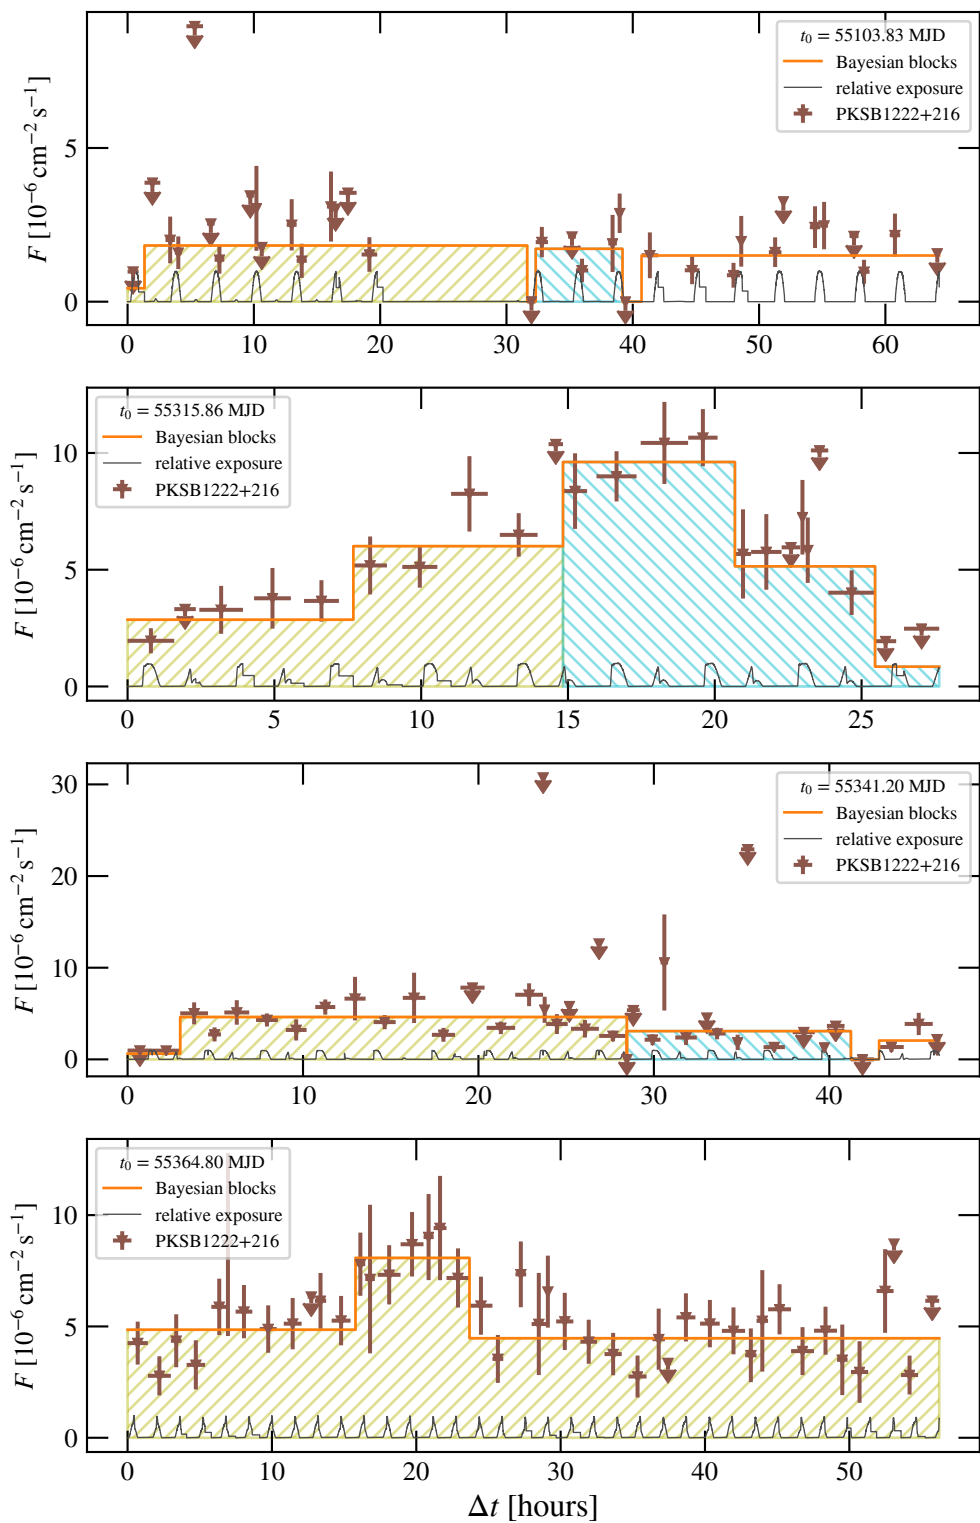 F [10⁻⁶ cm⁻² s⁻¹]
5
0
t₀ = 55103.83 MJD
Bayesian blocks
relative exposure
PKSB1222+216
0 10 20 30 40 50 60
F [10⁻⁶ cm⁻² s⁻¹]
10
5
0
t₀ = 55315.86 MJD
Bayesian blocks
relative exposure
PKSB1222+216
0 5 10 15 20 25
F [10⁻⁶ cm⁻² s⁻¹]
30
20
10
0
t₀ = 55341.20 MJD
Bayesian blocks
relative exposure
PKSB1222+216
0 10 20 30 40
F [10⁻⁶ cm⁻² s⁻¹]
10
5
0
t₀ = 55364.80 MJD
Bayesian blocks
relative exposure
PKSB1222+216
0 10 20 30 40 50
Δt [hours]